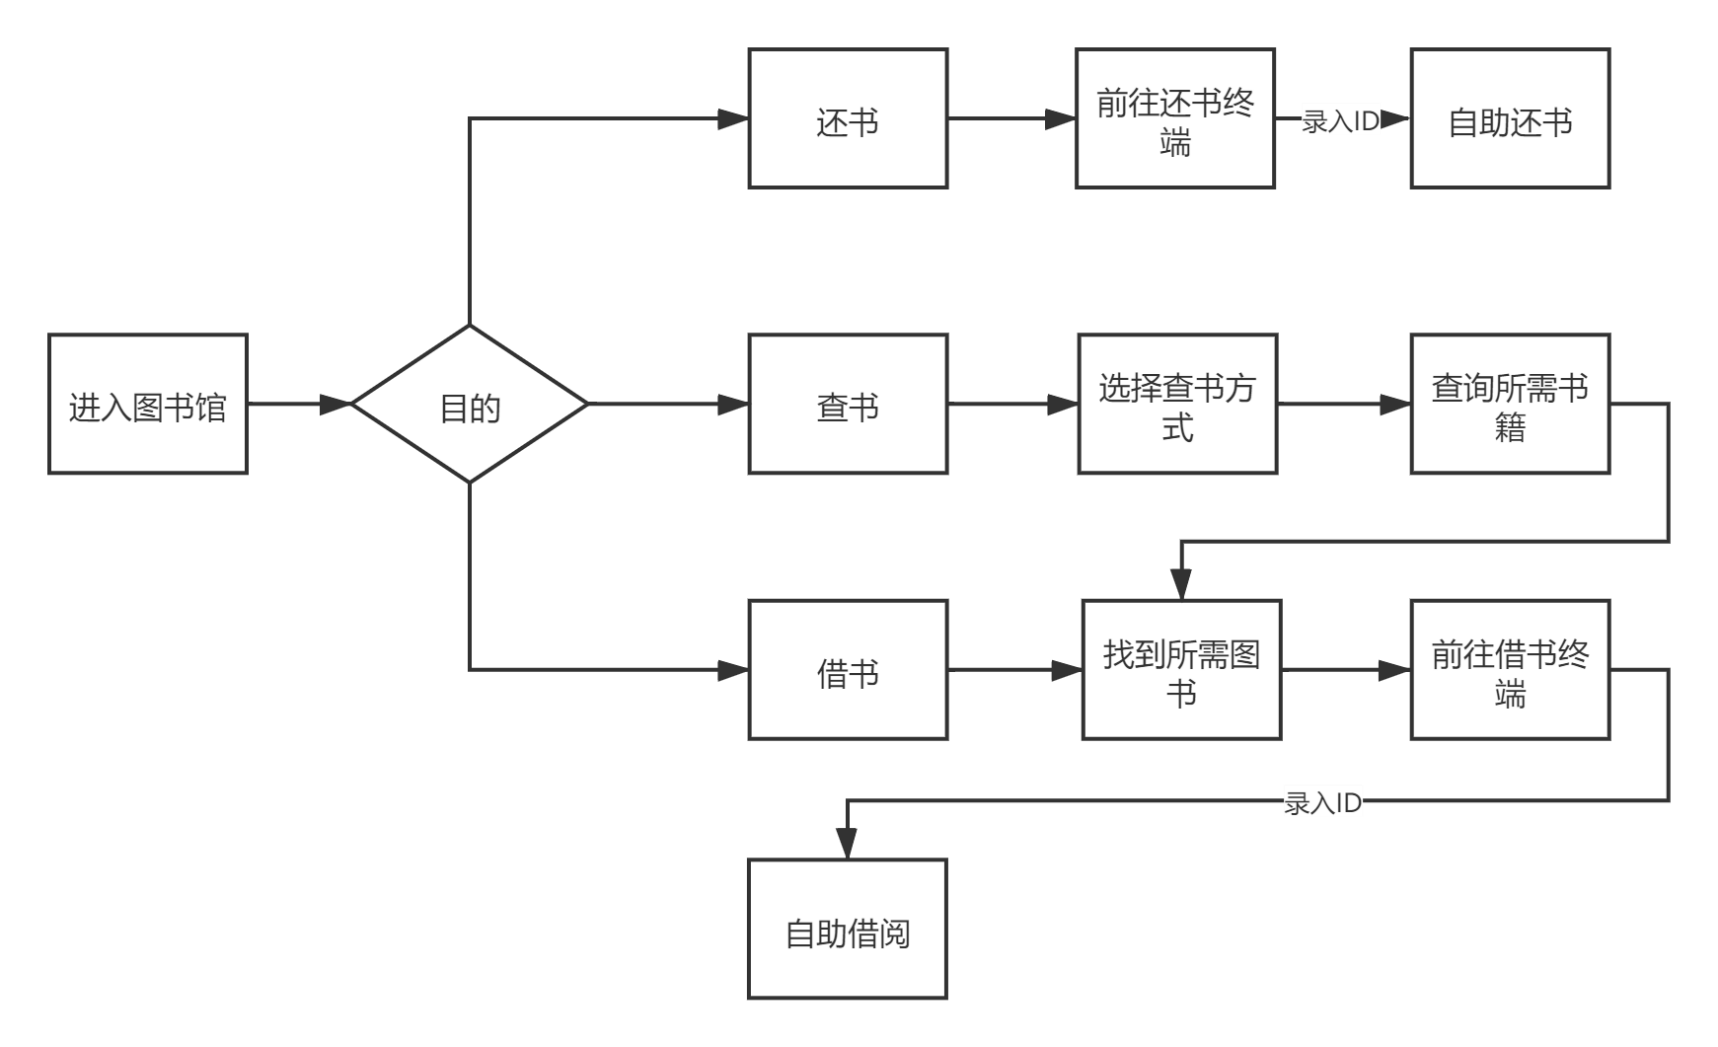 还书
前往还书终
端
录入ID
自助还书
进入图书馆
目的
查书
选择查书方
式
查询所需书
籍
借书
找到所需图
书
前往借书终
端
录入ID
自助借阅